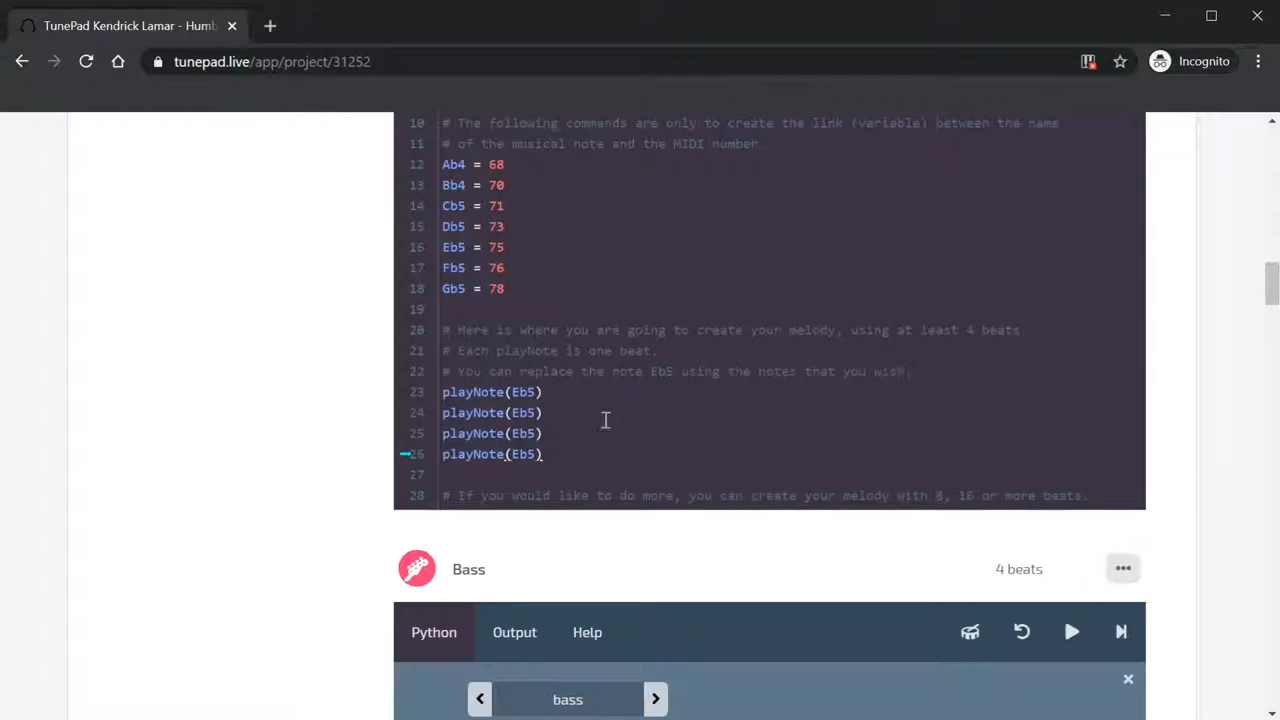 TunePad Kendrick Lamar - Humb
tunepad.live/app/project/31252
Incognito
10 # The following commands are only to create the link (variable) between the name
11 # of the musical note and the MIDI number.
12 Ab4 = 68
13 Bb4 = 70
14 Cb5 = 71
15 Db5 = 73
16 Eb5 = 75
17 Fb5 = 76
18 Gb5 = 78
19
20 # Here is where you are going to create your melody, using at least 4 beats
21 # Each playNote is one beat.
22 # You can replace the note Eb5 using the notes that you wish.
23 playNote(Eb5)
24 playNote(Eb5)
25 playNote(Eb5)
26 playNote(Eb5)
27
28 # If you would like to do more, you can create your melody with 8, 16 or more beats.
Bass 4 beats
Python Output Help
bass